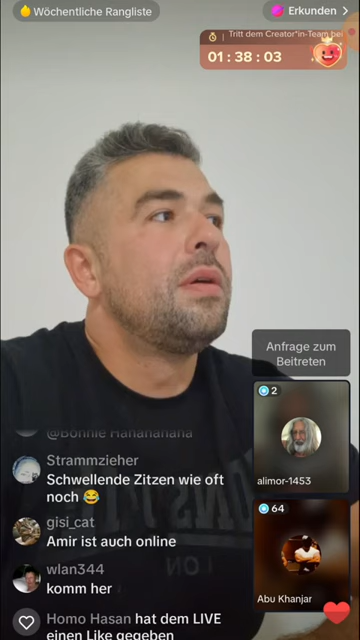 Wöchentliche Rangliste
Erkunden
Tritt dem Creator*in-Team bei
01 : 38 : 03
Anfrage zum
Beitreten
2
alimor-1453
64
Abu Khanjar
@Bonnie Hahahahaha
Strammzieher
Schwellende Zitzen wie oft
noch 😂
gisi_cat
Amir ist auch online
wlan344
komm her
Homo Hasan hat dem LIVE
einen Like gegeben